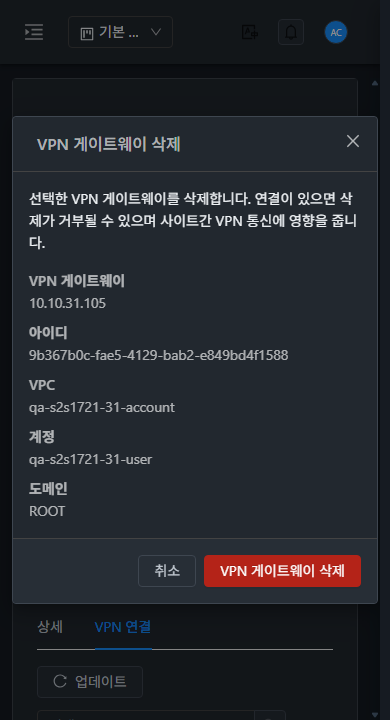 기본 ...
AC
VPN 게이트웨이 삭제
선택한 VPN 게이트웨이를 삭제합니다. 연결이 있으면 삭
제가 거부될 수 있으며 사이트간 VPN 통신에 영향을 줍니
다.
VPN 게이트웨이
10.10.31.105
아이디
9b367b0c-fae5-4129-bab2-e849bd4f1588
VPC
qa-s2s1721-31-account
계정
qa-s2s1721-31-user
도메인
ROOT
취소
VPN 게이트웨이 삭제
상세
VPN 연결
업데이트